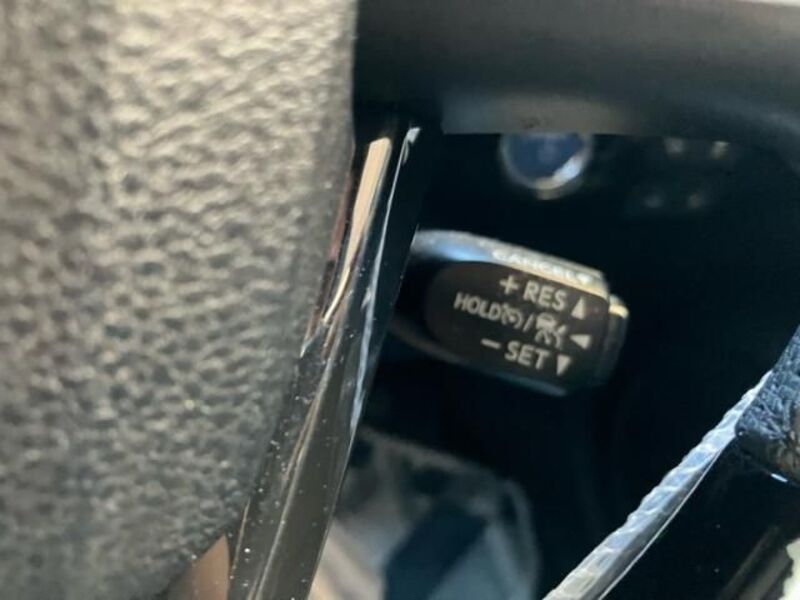 CANCEL▼
+ RES ▲
HOLD / ◀
− SET ▼